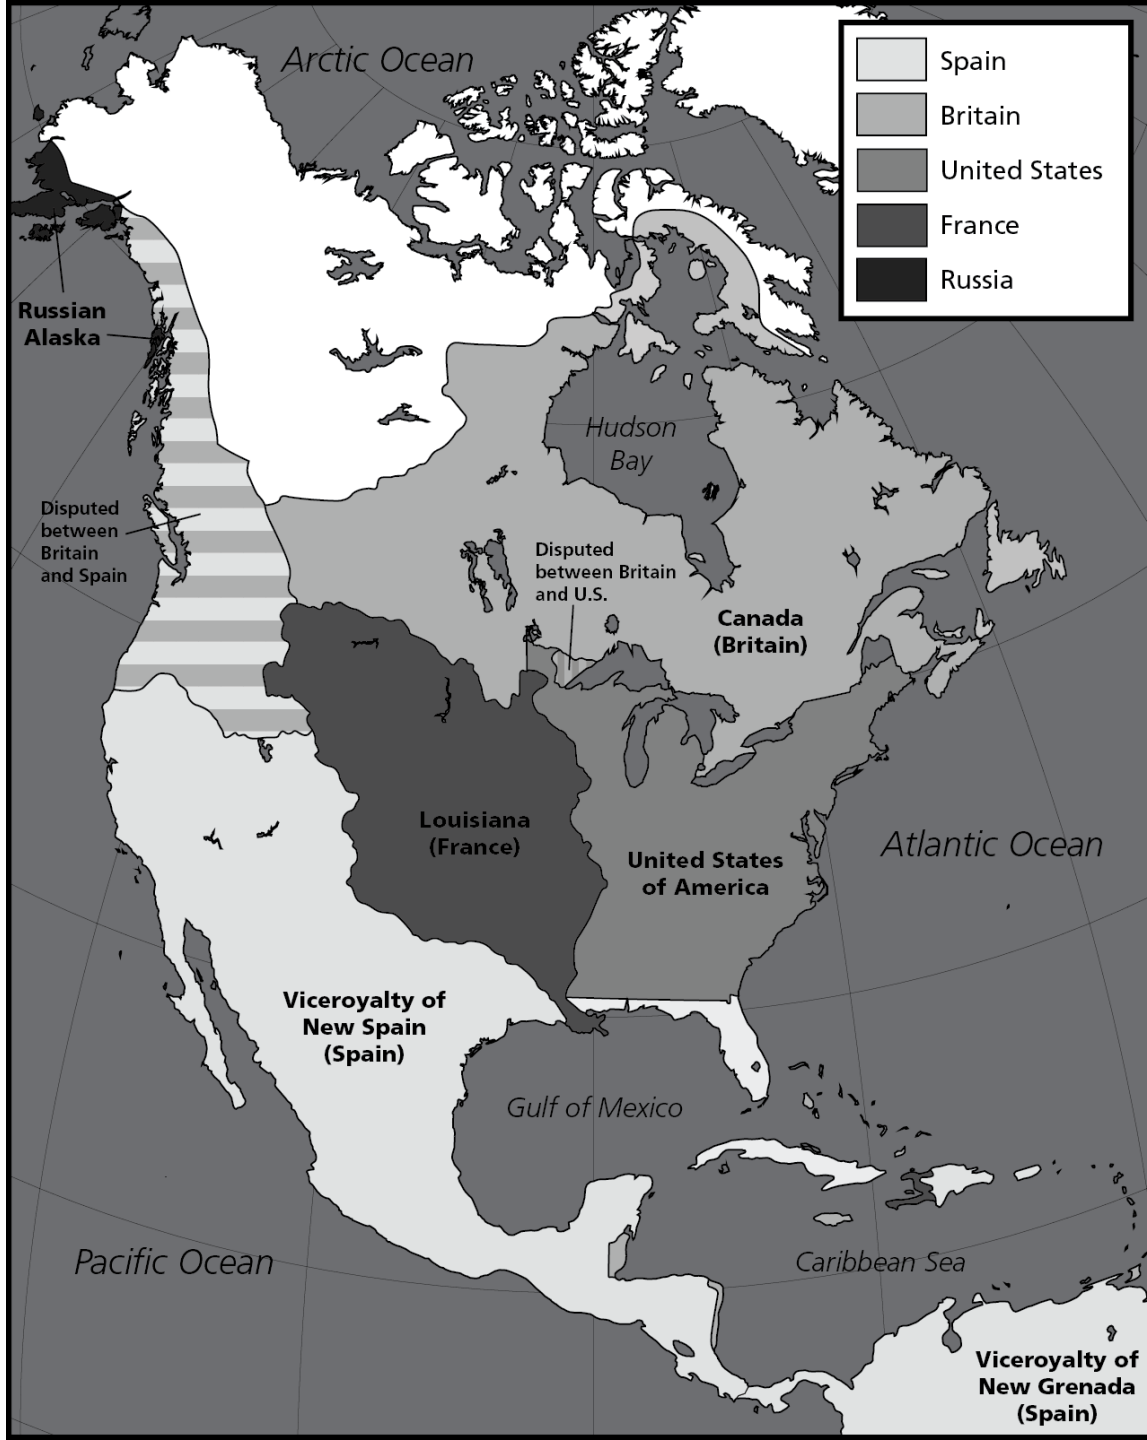 Arctic Ocean
Spain
Britain
United States
France
Russia
Russian
Alaska
Hudson
Bay
Disputed
between
Britain
and Spain
Disputed
between Britain
and U.S.
Canada
(Britain)
Louisiana
(France)
United States
of America
Atlantic Ocean
Viceroyalty of
New Spain
(Spain)
Gulf of Mexico
Pacific Ocean
Caribbean Sea
Viceroyalty of
New Grenada
(Spain)